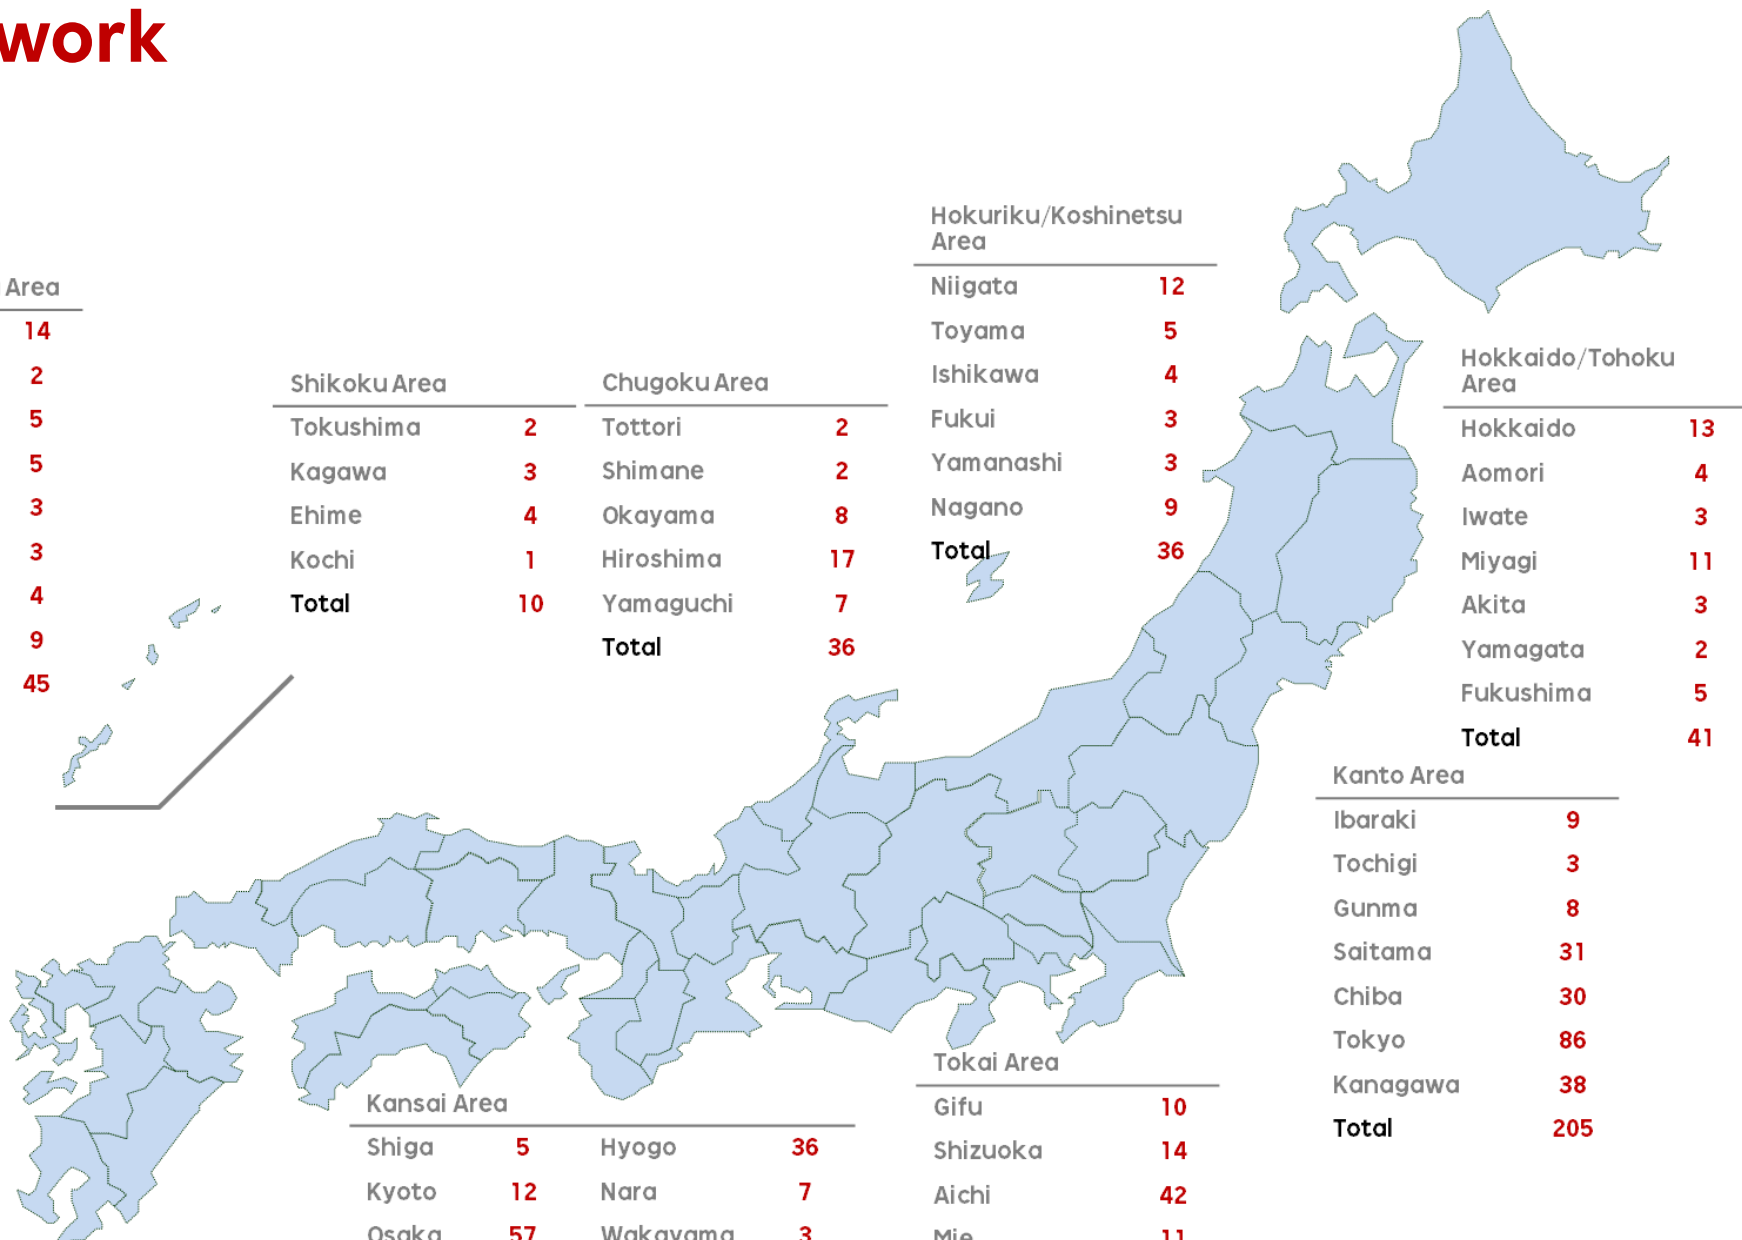 work
Area
14
2
5
5
3
3
4
9
45
Shikoku Area
Tokushima 2
Kagawa 3
Ehime 4
Kochi 1
Total 10
Chugoku Area
Tottori 2
Shimane 2
Okayama 8
Hiroshima 17
Yamaguchi 7
Total 36
Hokuriku/Koshinetsu
Area
Niigata 12
Toyama 5
Ishikawa 4
Fukui 3
Yamanashi 3
Nagano 9
Total 36
Hokkaido/Tohoku
Area
Hokkaido 13
Aomori 4
Iwate 3
Miyagi 11
Akita 3
Yamagata 2
Fukushima 5
Total 41
Kanto Area
Ibaraki 9
Tochigi 3
Gunma 8
Saitama 31
Chiba 30
Tokyo 86
Kanagawa 38
Total 205
Kansai Area
Shiga 5 Hyogo 36
Kyoto 12 Nara 7
Osaka 57 Wakayama 3
Tokai Area
Gifu 10
Shizuoka 14
Aichi 42
Mie 11